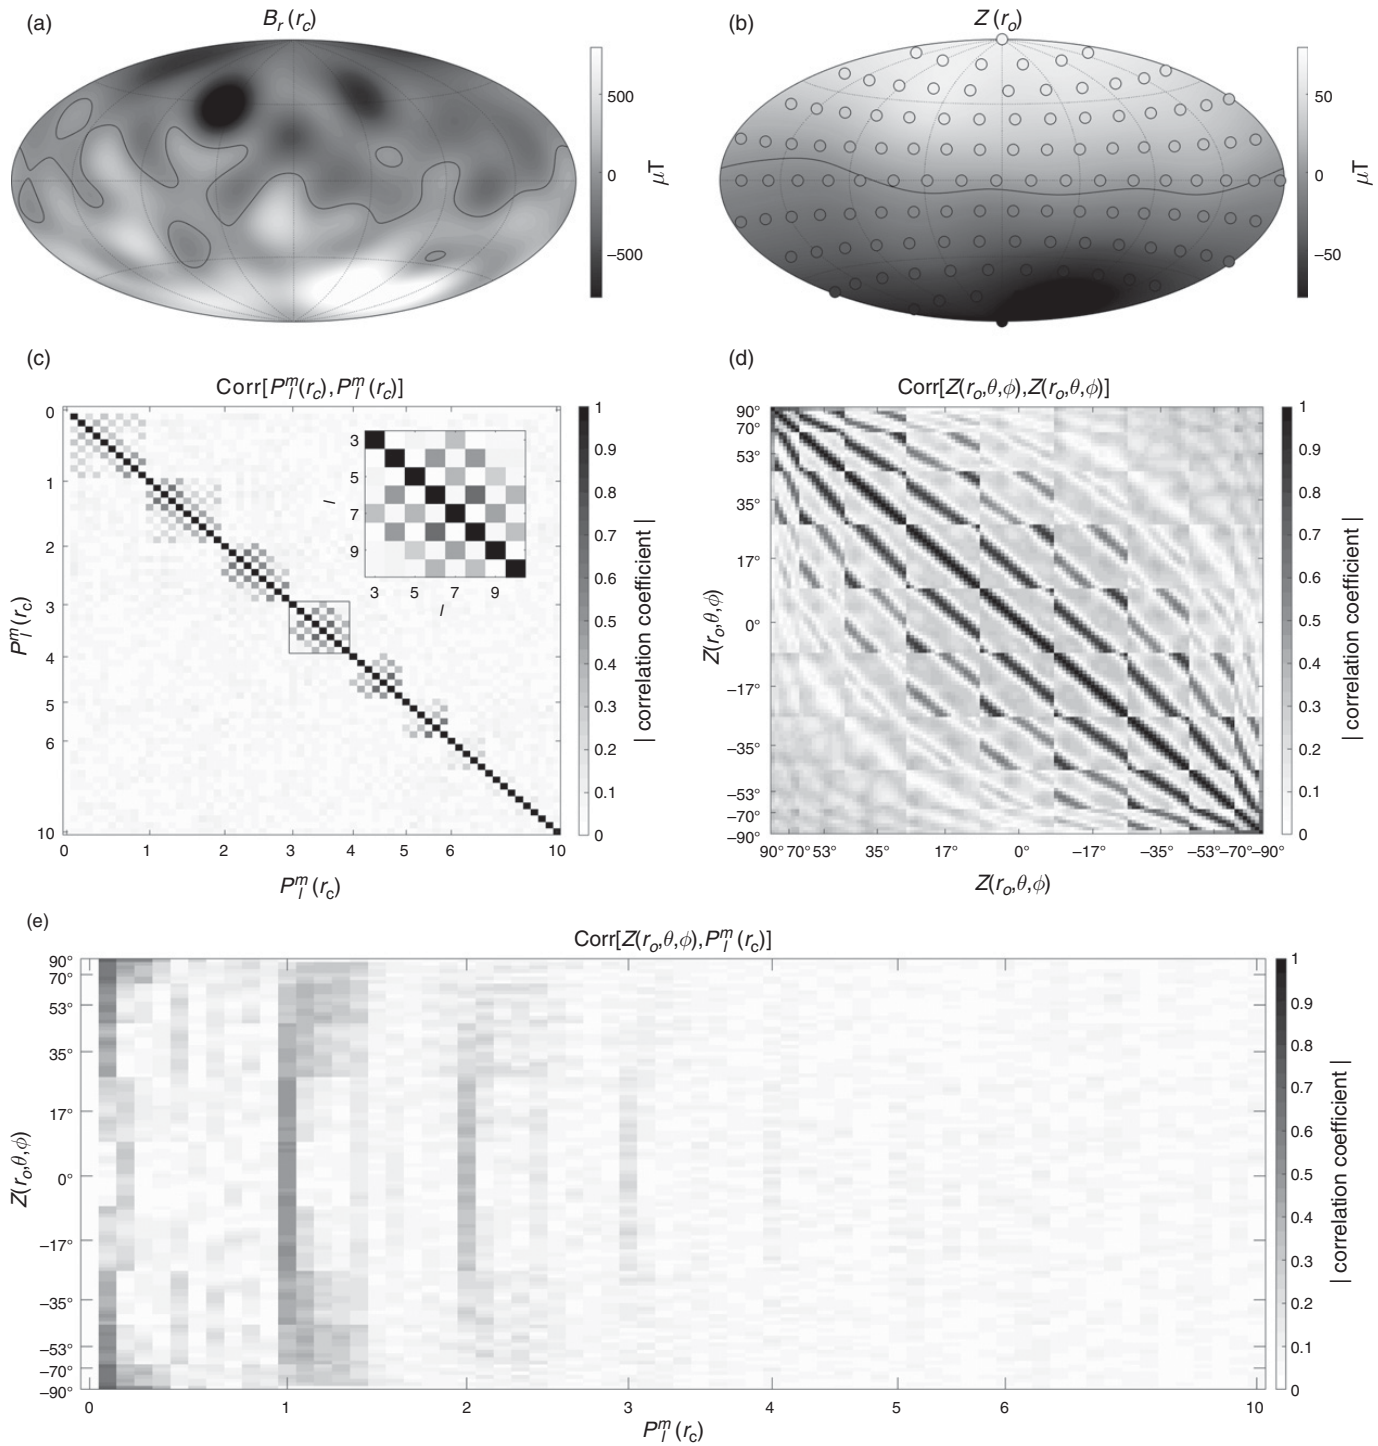 (a)
B_r (r_c)
500
0
−500
μT
(b)
Z (r_o)
50
0
−50
μT
(c)
Corr[P_l^m(r_c), P_l^m(r_c)]
0
1
2
3
4
5
6
10
P_l^m(r_c)
0 1 2 3 4 5 6 10
P_l^m(r_c)
3
5
7
9
l
3 5 7 9
l
1
0.9
0.8
0.7
0.6
0.5
0.4
0.3
0.2
0.1
0
| correlation coefficient |
(d)
Corr[Z(r_o,θ,ϕ),Z(r_o,θ,ϕ)]
90°
70°
53°
35°
17°
0°
−17°
−35°
−53°
−70°
−90°
Z(r_o,θ,ϕ)
90° 70° 53° 35° 17° 0° −17° −35° −53° −70° −90°
Z(r_o,θ,ϕ)
1
0.9
0.8
0.7
0.6
0.5
0.4
0.3
0.2
0.1
0
| correlation coefficient |
(e)
Corr[Z(r_o,θ,ϕ),P_l^m(r_c)]
90°
70°
53°
35°
17°
0°
−17°
−35°
−53°
−70°
−90°
Z(r_o,θ,ϕ)
0 1 2 3 4 5 6 10
P_l^m(r_c)
1
0.9
0.8
0.7
0.6
0.5
0.4
0.3
0.2
0.1
0
| correlation coefficient |